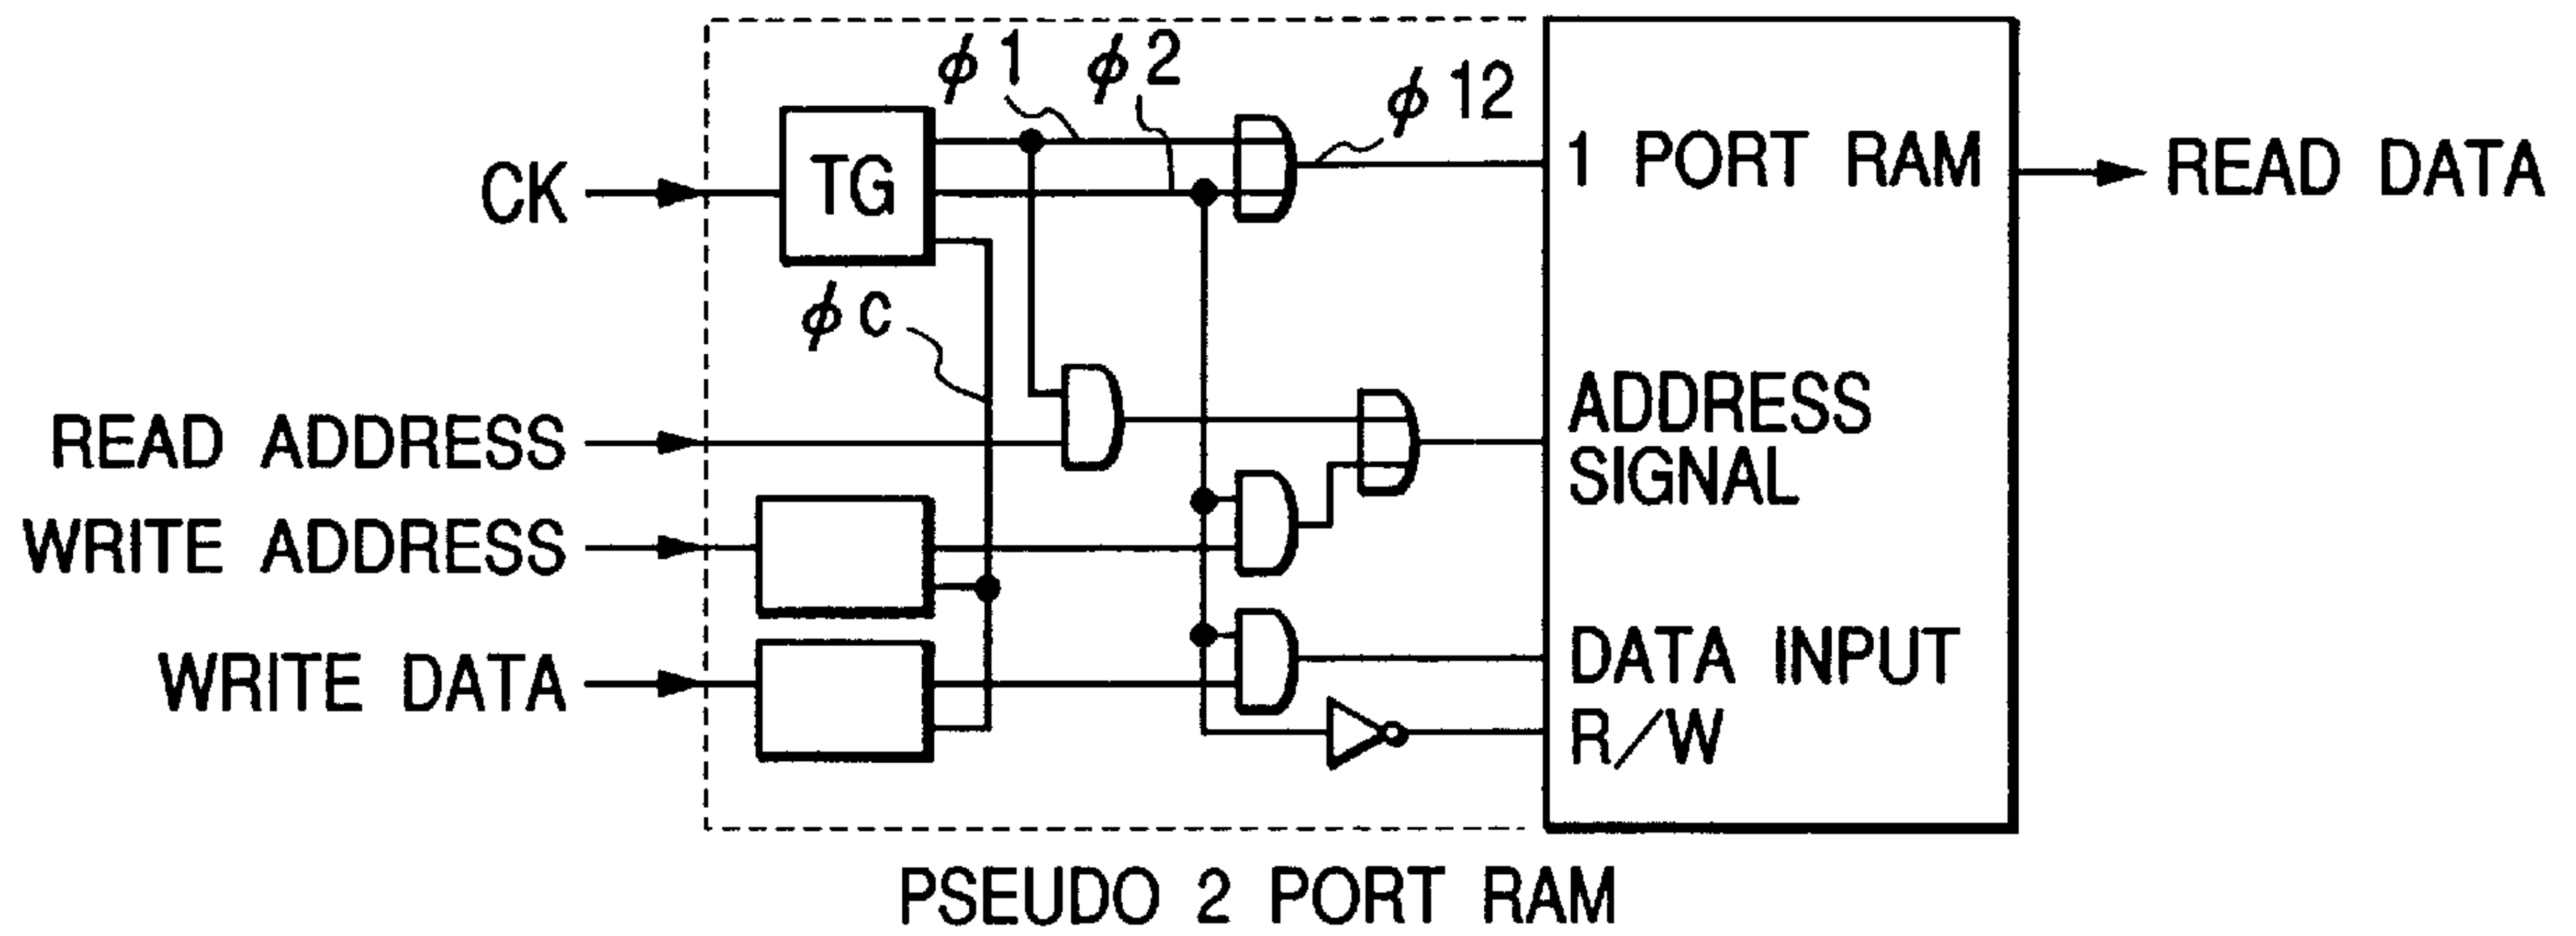 ϕ1
ϕ2
ϕ12
CK
TG
1 PORT RAM
READ DATA
ϕc
READ ADDRESS
ADDRESS
SIGNAL
WRITE ADDRESS
WRITE DATA
DATA INPUT
R/W
PSEUDO 2 PORT RAM